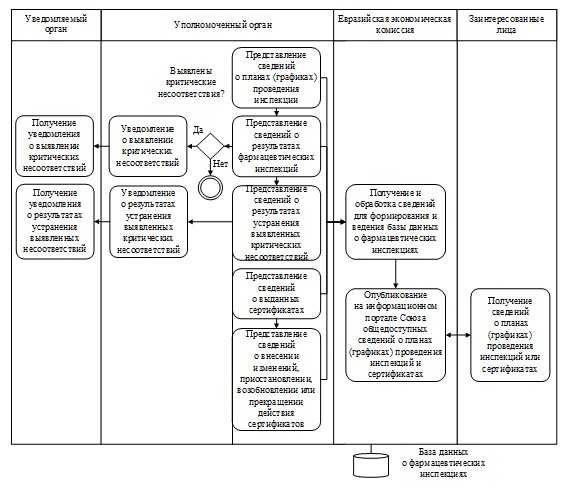 Уведомляемый
орган
Уполномоченный орган
Евразийская экономическая
комиссия
Заинтересованные
лица
Выявлены
критические
несоответствия?
Представление
сведений
о планах (графиках)
проведения
инспекции
Получение
уведомления
о выявлении
критических
несоответствий
Уведомление
о выявлении
критических
несоответствий
Да
Нет
Представление
сведений о
результатах
фармацевтических
инспекций
Получение
уведомления
о результатах
устранения
выявленных
несоответствий
Уведомление
о результатах
устранения
выявленных
критических
несоответствий
Представление
сведений о
результатах
устранения
выявленных
критических
несоответствий
Получение и
обработка сведений
для формирования и
ведения базы данных
о фармацевтических
инспекциях
Представление
сведений
о выданных
сертификатах
Опубликование
на информационном
портале Союза
общедоступных
сведений о планах
(графиках) проведения
инспекций и
сертификатах
Получение
сведений
о планах
(графиках)
проведения
инспекций или
сертификатах
Представление
сведений
о внесении
изменений,
приостановлении,
возобновлении или
прекращении
действия
сертификатов
База данных
о фармацевтических
инспекциях